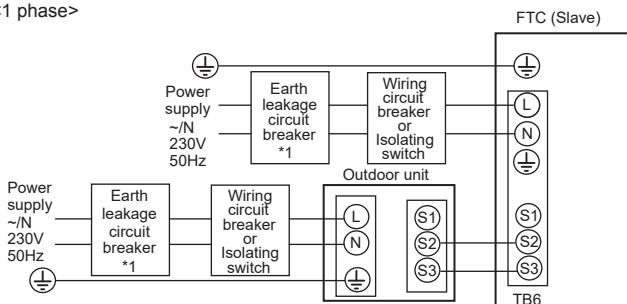 <1 phase>
FTC (Slave)
Power
supply
~/N
230V
50Hz
Earth
leakage
circuit
breaker
*1
Wiring
circuit
breaker
or
Isolating
switch
L
N
Outdoor unit
Power
supply
~/N
230V
50Hz
Earth
leakage
circuit
breaker
*1
Wiring
circuit
breaker
or
Isolating
switch
L
N
S1
S2
S3
S1
S2
S3
TB6